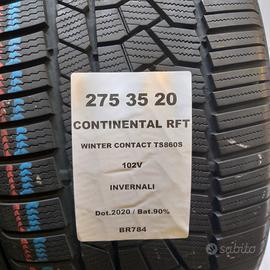 275 35 20
CONTINENTAL RFT
WINTER CONTACT TS860S
102V
INVERNALI
Dot.2020 / Bat.90%
BR784
subito